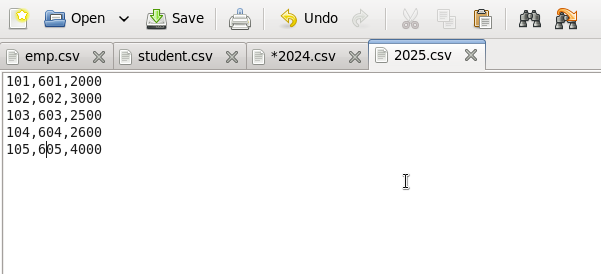 Open Save Undo
emp.csv student.csv *2024.csv 2025.csv
101,601,2000
102,602,3000
103,603,2500
104,604,2600
105,605,4000